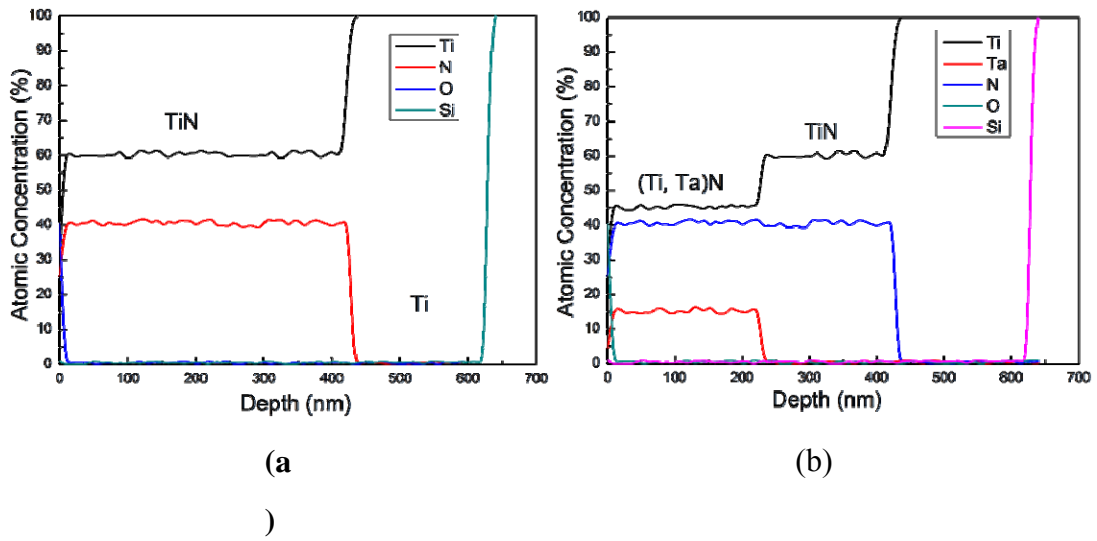 100
90
80
70
60
50
40
30
20
10
0
Atomic Concentration (%)
Ti
N
O
Si
TiN
Ti
0 100 200 300 400 500 600 700
Depth (nm)
(a
)
100
90
80
70
60
50
40
30
20
10
0
Atomic Concentration (%)
Ti
Ta
N
O
Si
TiN
(Ti, Ta)N
0 100 200 300 400 500 600 700
Depth (nm)
(b)